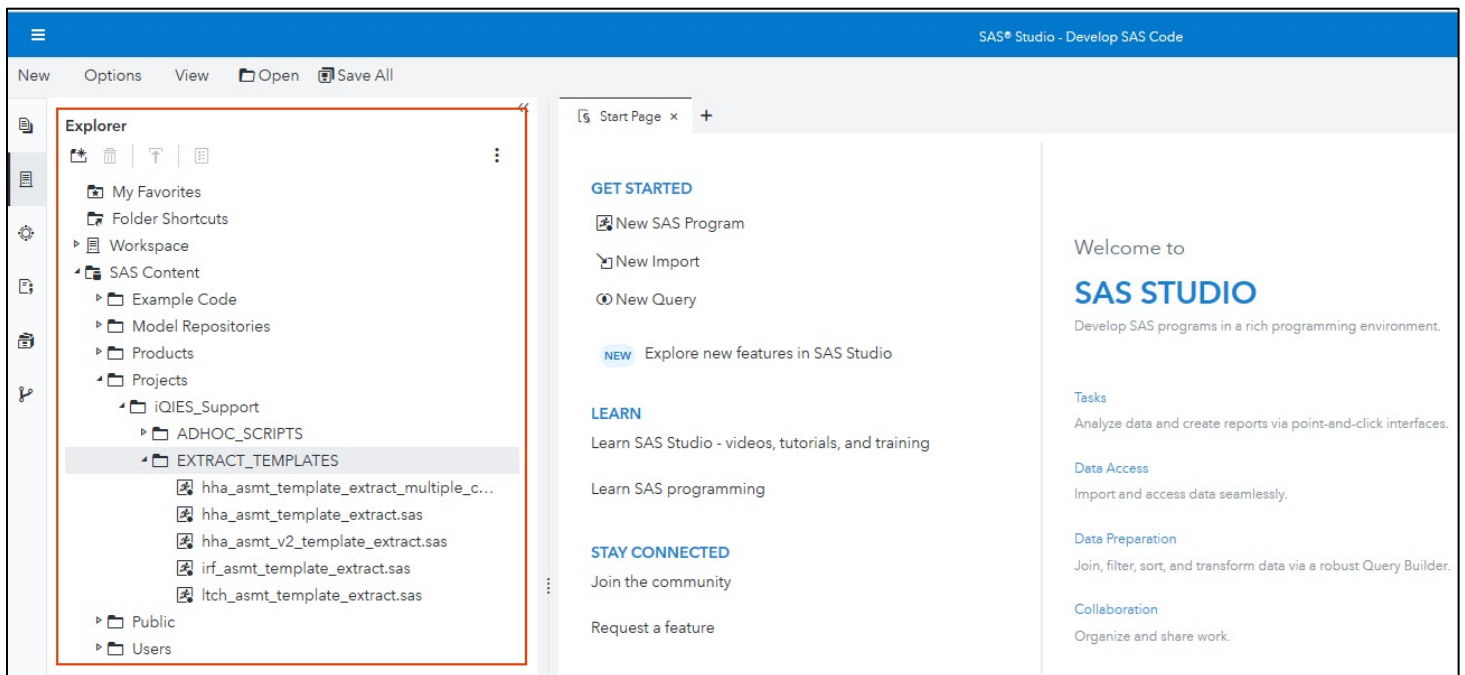 SAS® Studio - Develop SAS Code
New Options View Open Save All
Explorer
My Favorites
Folder Shortcuts
Workspace
SAS Content
Example Code
Model Repositories
Products
Projects
iQIES_Support
ADHOC_SCRIPTS
EXTRACT_TEMPLATES
hha_asmt_template_extract_multiple_c...
hha_asmt_template_extract.sas
hha_asmt_v2_template_extract.sas
irf_asmt_template_extract.sas
ltch_asmt_template_extract.sas
Public
Users
Start Page × +
GET STARTED
New SAS Program
New Import
New Query
NEW Explore new features in SAS Studio
LEARN
Learn SAS Studio - videos, tutorials, and training
Learn SAS programming
STAY CONNECTED
Join the community
Request a feature
Welcome to
SAS STUDIO
Develop SAS programs in a rich programming environment.
Tasks
Analyze data and create reports via point-and-click interfaces.
Data Access
Import and access data seamlessly.
Data Preparation
Join, filter, sort, and transform data via a robust Query Builder.
Collaboration
Organize and share work.